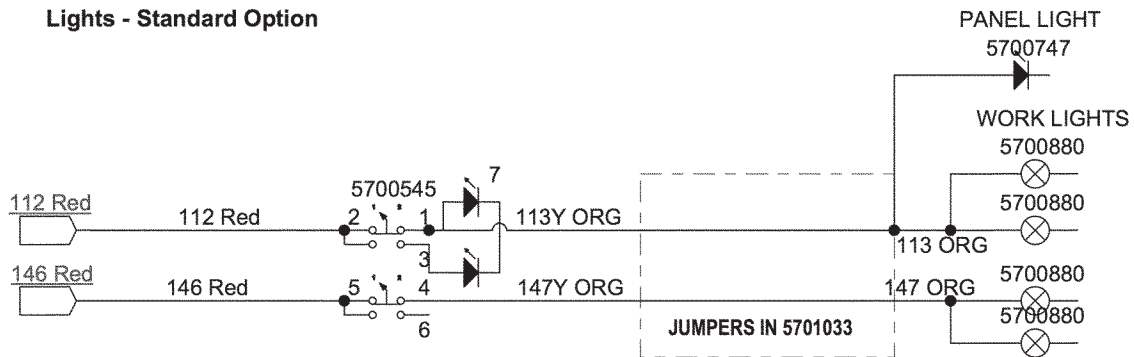 Lights - Standard Option
PANEL LIGHT
5700747
WORK LIGHTS
5700880
7
5700545
112 Red
112 Red
2
1
113Y ORG
5700880
113 ORG
3
146 Red
146 Red
5
4
147Y ORG
147 ORG
5700880
6
JUMPERS IN 5701033
5700880